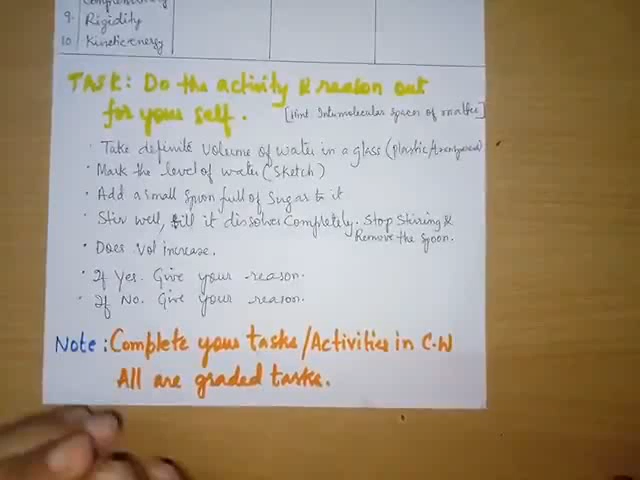 9. Rigidity
10 Kinetic energy
TASK: Do the activity & reason out
for your self. [Hint Intermolecular spaces of matter]
· Take definite volume of water in a glass (plastic/
· Mark the level of water (Sketch)
· Add a small spoon full of sugar to it
· Stir well, till it dissolves completely. Stop Stiring &
Remove the spoon.
· Does vol increase.
· If Yes. Give your reason.
· If No. Give your reason.
Note: Complete your tasks/Activities in C.W
All are graded tasks.